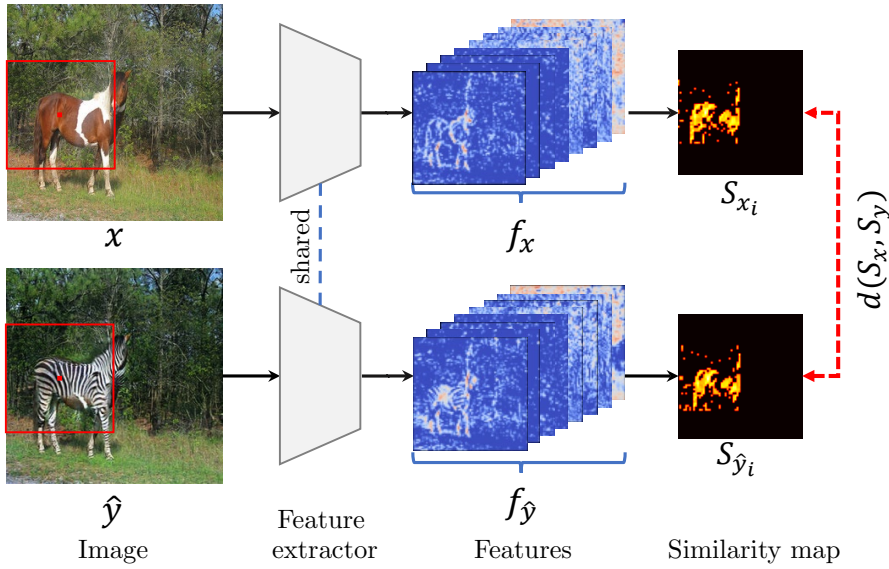 x
f_x
S_{x_i}
shared
d(S_x, S_y)
ŷ
f_ŷ
S_{ŷ_i}
Image
Feature
extractor
Features
Similarity map